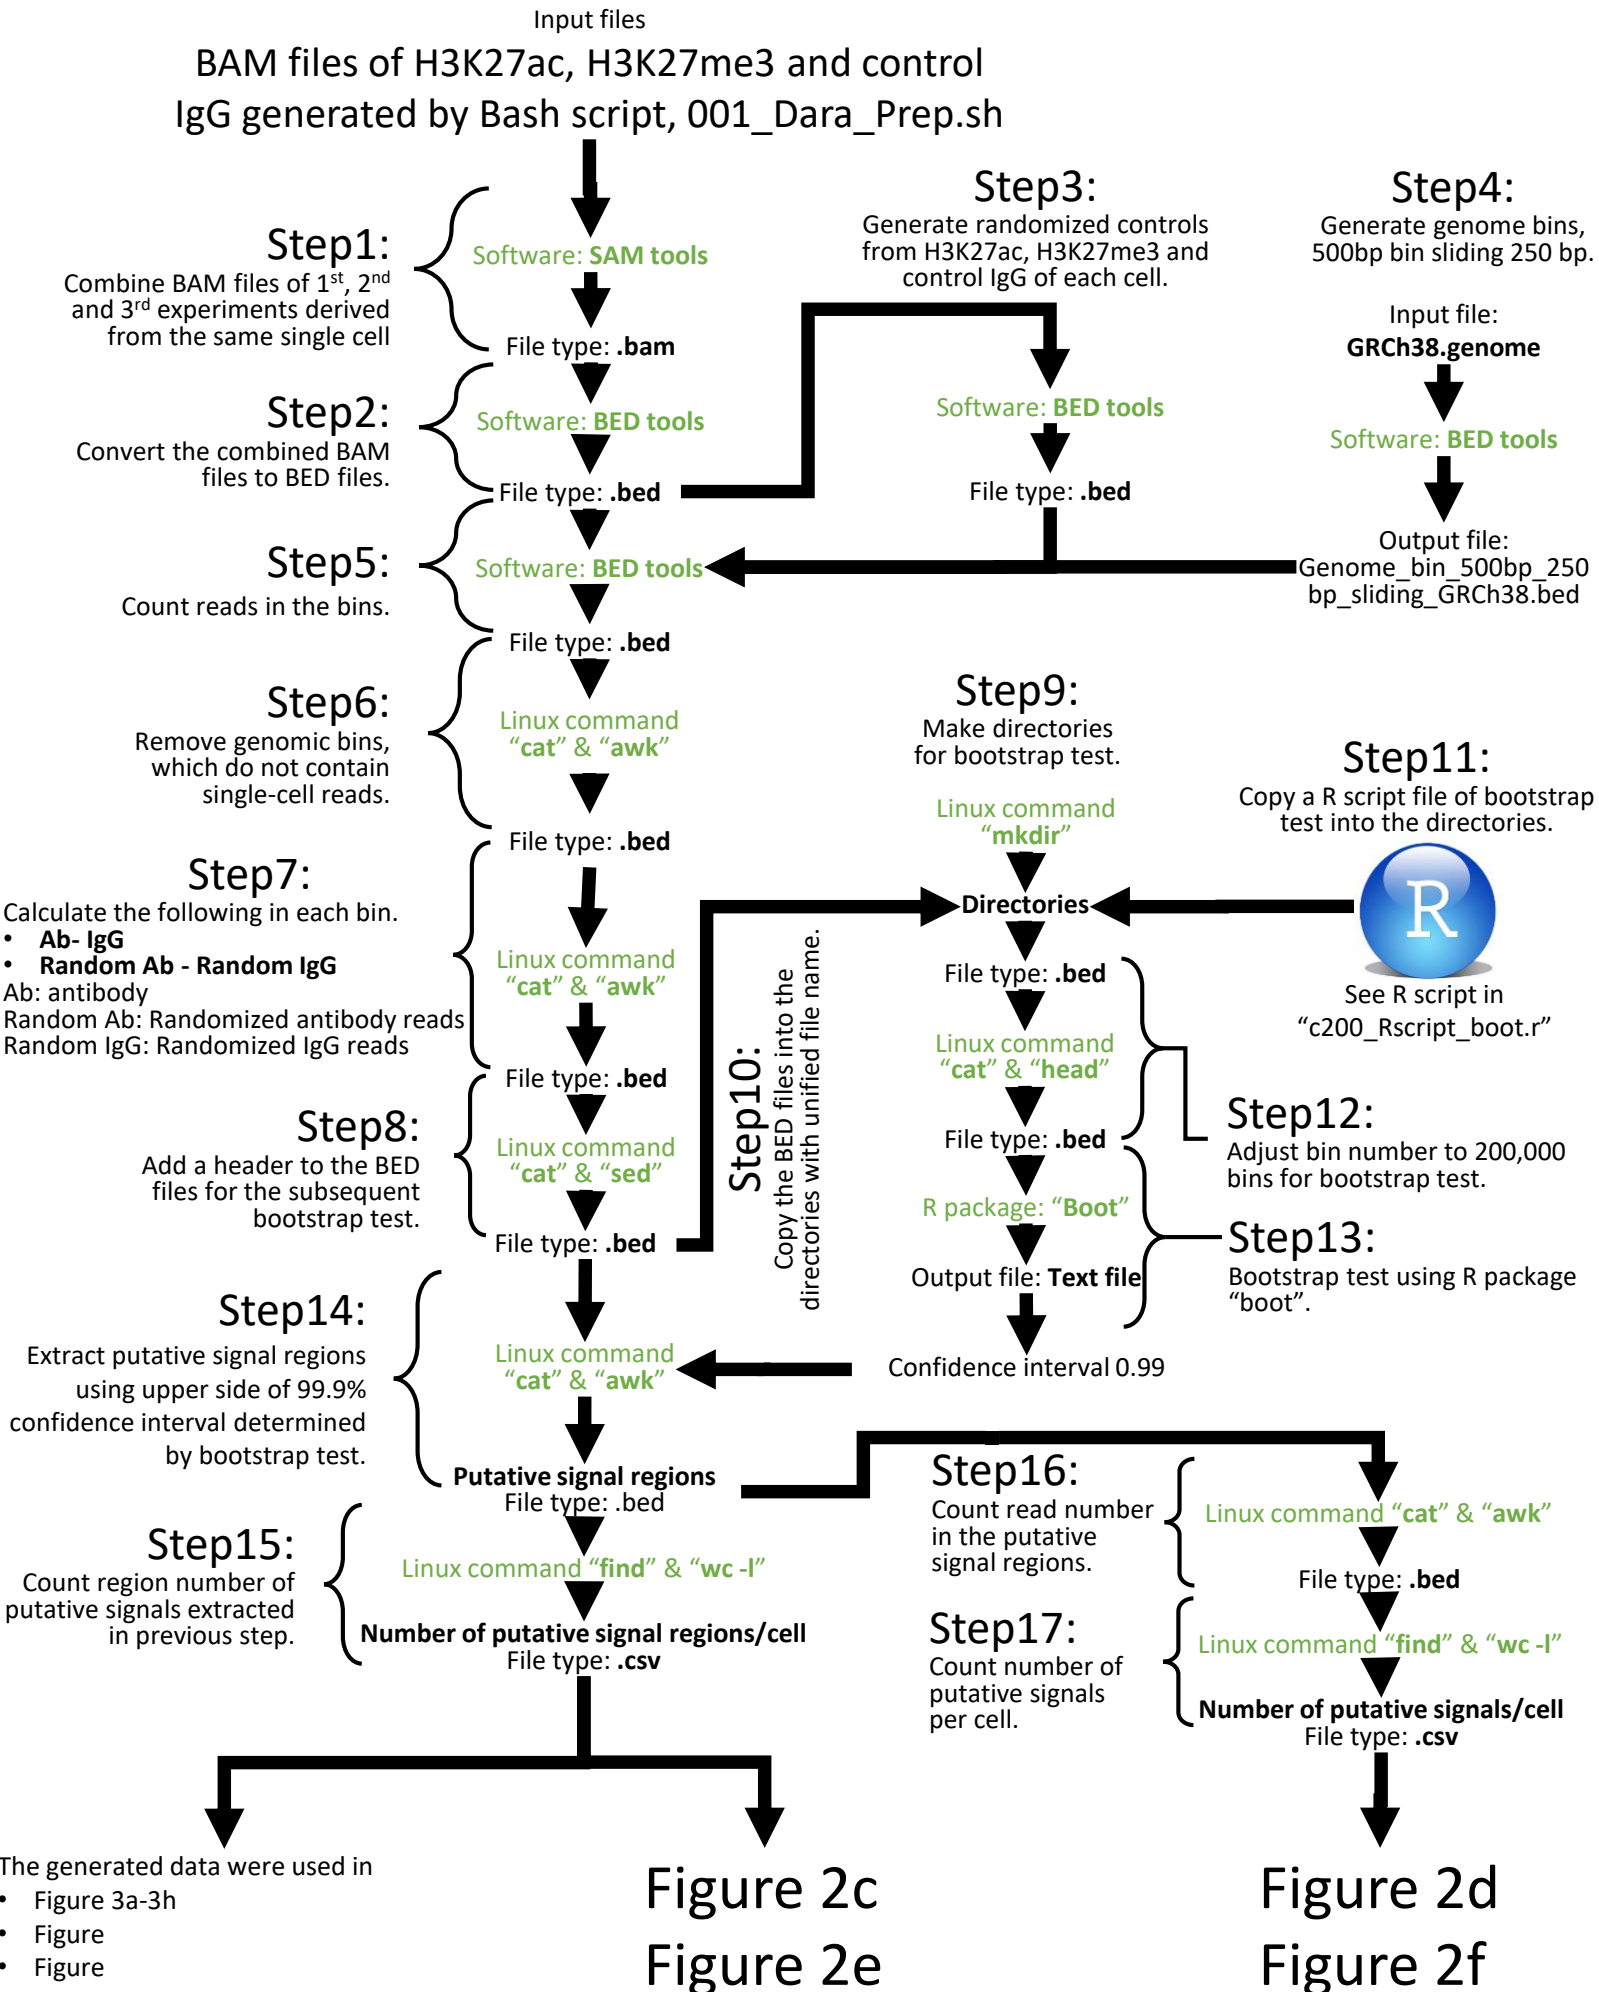 Input files
BAM files of H3K27ac, H3K27me3 and control
IgG generated by Bash script, 001_Dara_Prep.sh
Step1:
Combine BAM files of 1st, 2nd
and 3rd experiments derived
from the same single cell
Software: SAM tools
File type: .bam
Step2:
Convert the combined BAM
files to BED files.
Software: BED tools
File type: .bed
Step3:
Generate randomized controls
from H3K27ac, H3K27me3 and
control IgG of each cell.
Software: BED tools
File type: .bed
Step4:
Generate genome bins,
500bp bin sliding 250 bp.
Input file:
GRCh38.genome
Software: BED tools
Output file:
Genome_bin_500bp_250
bp_sliding_GRCh38.bed
Step5:
Count reads in the bins.
Software: BED tools
File type: .bed
Step6:
Remove genomic bins,
which do not contain
single-cell reads.
Linux command
“cat” & “awk”
File type: .bed
Step7:
Calculate the following in each bin.
• Ab- IgG
• Random Ab - Random IgG
Ab: antibody
Random Ab: Randomized antibody reads
Random IgG: Randomized IgG reads
Linux command
“cat” & “awk”
File type: .bed
Step8:
Add a header to the BED
files for the subsequent
bootstrap test.
Linux command
“cat” & “sed”
File type: .bed
Step9:
Make directories
for bootstrap test.
Linux command
“mkdir”
Directories
Step10:
Copy the BED files into the
directories with unified file name.
Step11:
Copy a R script file of bootstrap
test into the directories.
R
See R script in
“c200_Rscript_boot.r”
File type: .bed
Linux command
“cat” & “head”
File type: .bed
Step12:
Adjust bin number to 200,000
bins for bootstrap test.
R package: “Boot”
Output file: Text file
Step13:
Bootstrap test using R package
“boot”.
Confidence interval 0.99
Step14:
Extract putative signal regions
using upper side of 99.9%
confidence interval determined
by bootstrap test.
Linux command
“cat” & “awk”
Putative signal regions
File type: .bed
Step15:
Count region number of
putative signals extracted
in previous step.
Linux command “find” & “wc -l”
Number of putative signal regions/cell
File type: .csv
Step16:
Count read number
in the putative
signal regions.
Linux command “cat” & “awk”
File type: .bed
Step17:
Count number of
putative signals
per cell.
Linux command “find” & “wc -l”
Number of putative signals/cell
File type: .csv
The generated data were used in
• Figure 3a-3h
• Figure
• Figure
Figure 2c
Figure 2e
Figure 2d
Figure 2f